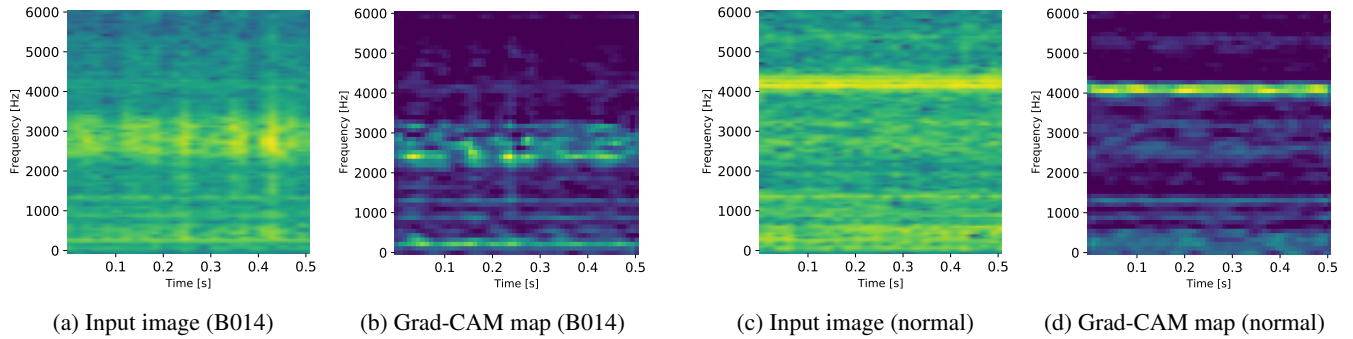 6000
5000
4000
3000
2000
1000
0
Frequency [Hz]
0.1 0.2 0.3 0.4 0.5
Time [s]
(a) Input image (B014)
6000
5000
4000
3000
2000
1000
0
Frequency [Hz]
0.1 0.2 0.3 0.4 0.5
Time [s]
(b) Grad-CAM map (B014)
6000
5000
4000
3000
2000
1000
0
Frequency [Hz]
0.1 0.2 0.3 0.4 0.5
Time [s]
(c) Input image (normal)
6000
5000
4000
3000
2000
1000
0
Frequency [Hz]
0.1 0.2 0.3 0.4 0.5
Time [s]
(d) Grad-CAM map (normal)